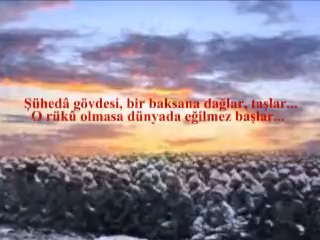 Şühedâ gövdesi, bir baksana dağlar, taşlar...
O rükû olmasa dünyada eğilmez başlar...